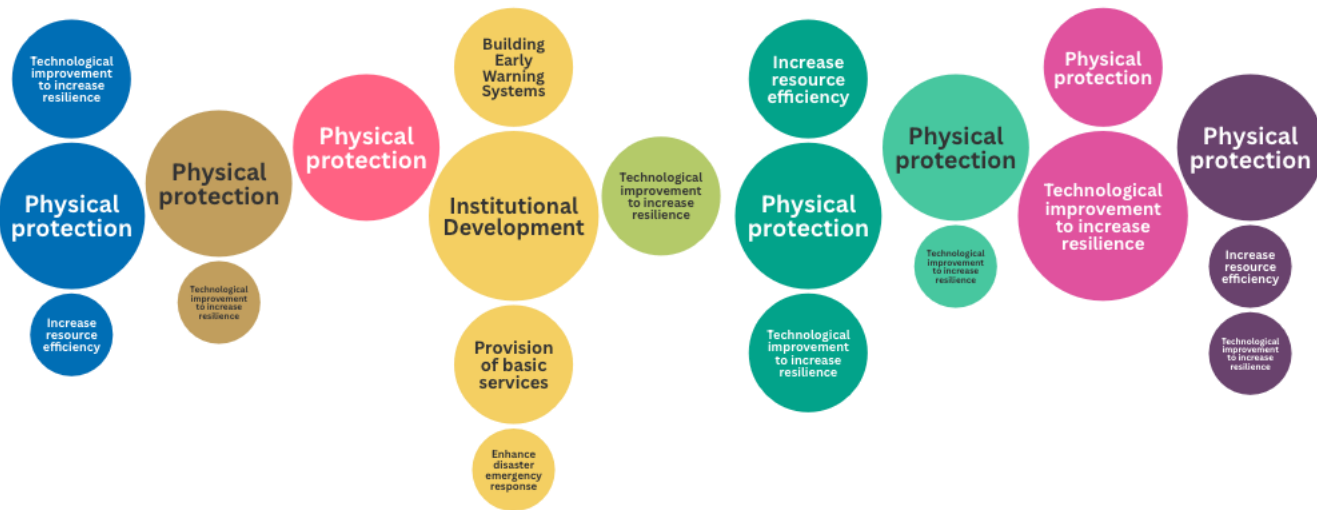 Technological
improvement
to increase
resilience
Physical
protection
Increase
resource
efficiency
Physical
protection
Technological
improvement
to increase
resilience
Physical
protection
Building
Early
Warning
Systems
Institutional
Development
Provision
of basic
services
Enhance
disaster
emergency
response
Technological
improvement
to increase
resilience
Increase
resource
efficiency
Physical
protection
Technological
improvement
to increase
resilience
Physical
protection
Technological
improvement
to increase
resilience
Physical
protection
Technological
improvement
to increase
resilience
Physical
protection
Increase
resource
efficiency
Technological
improvement
to increase
resilience